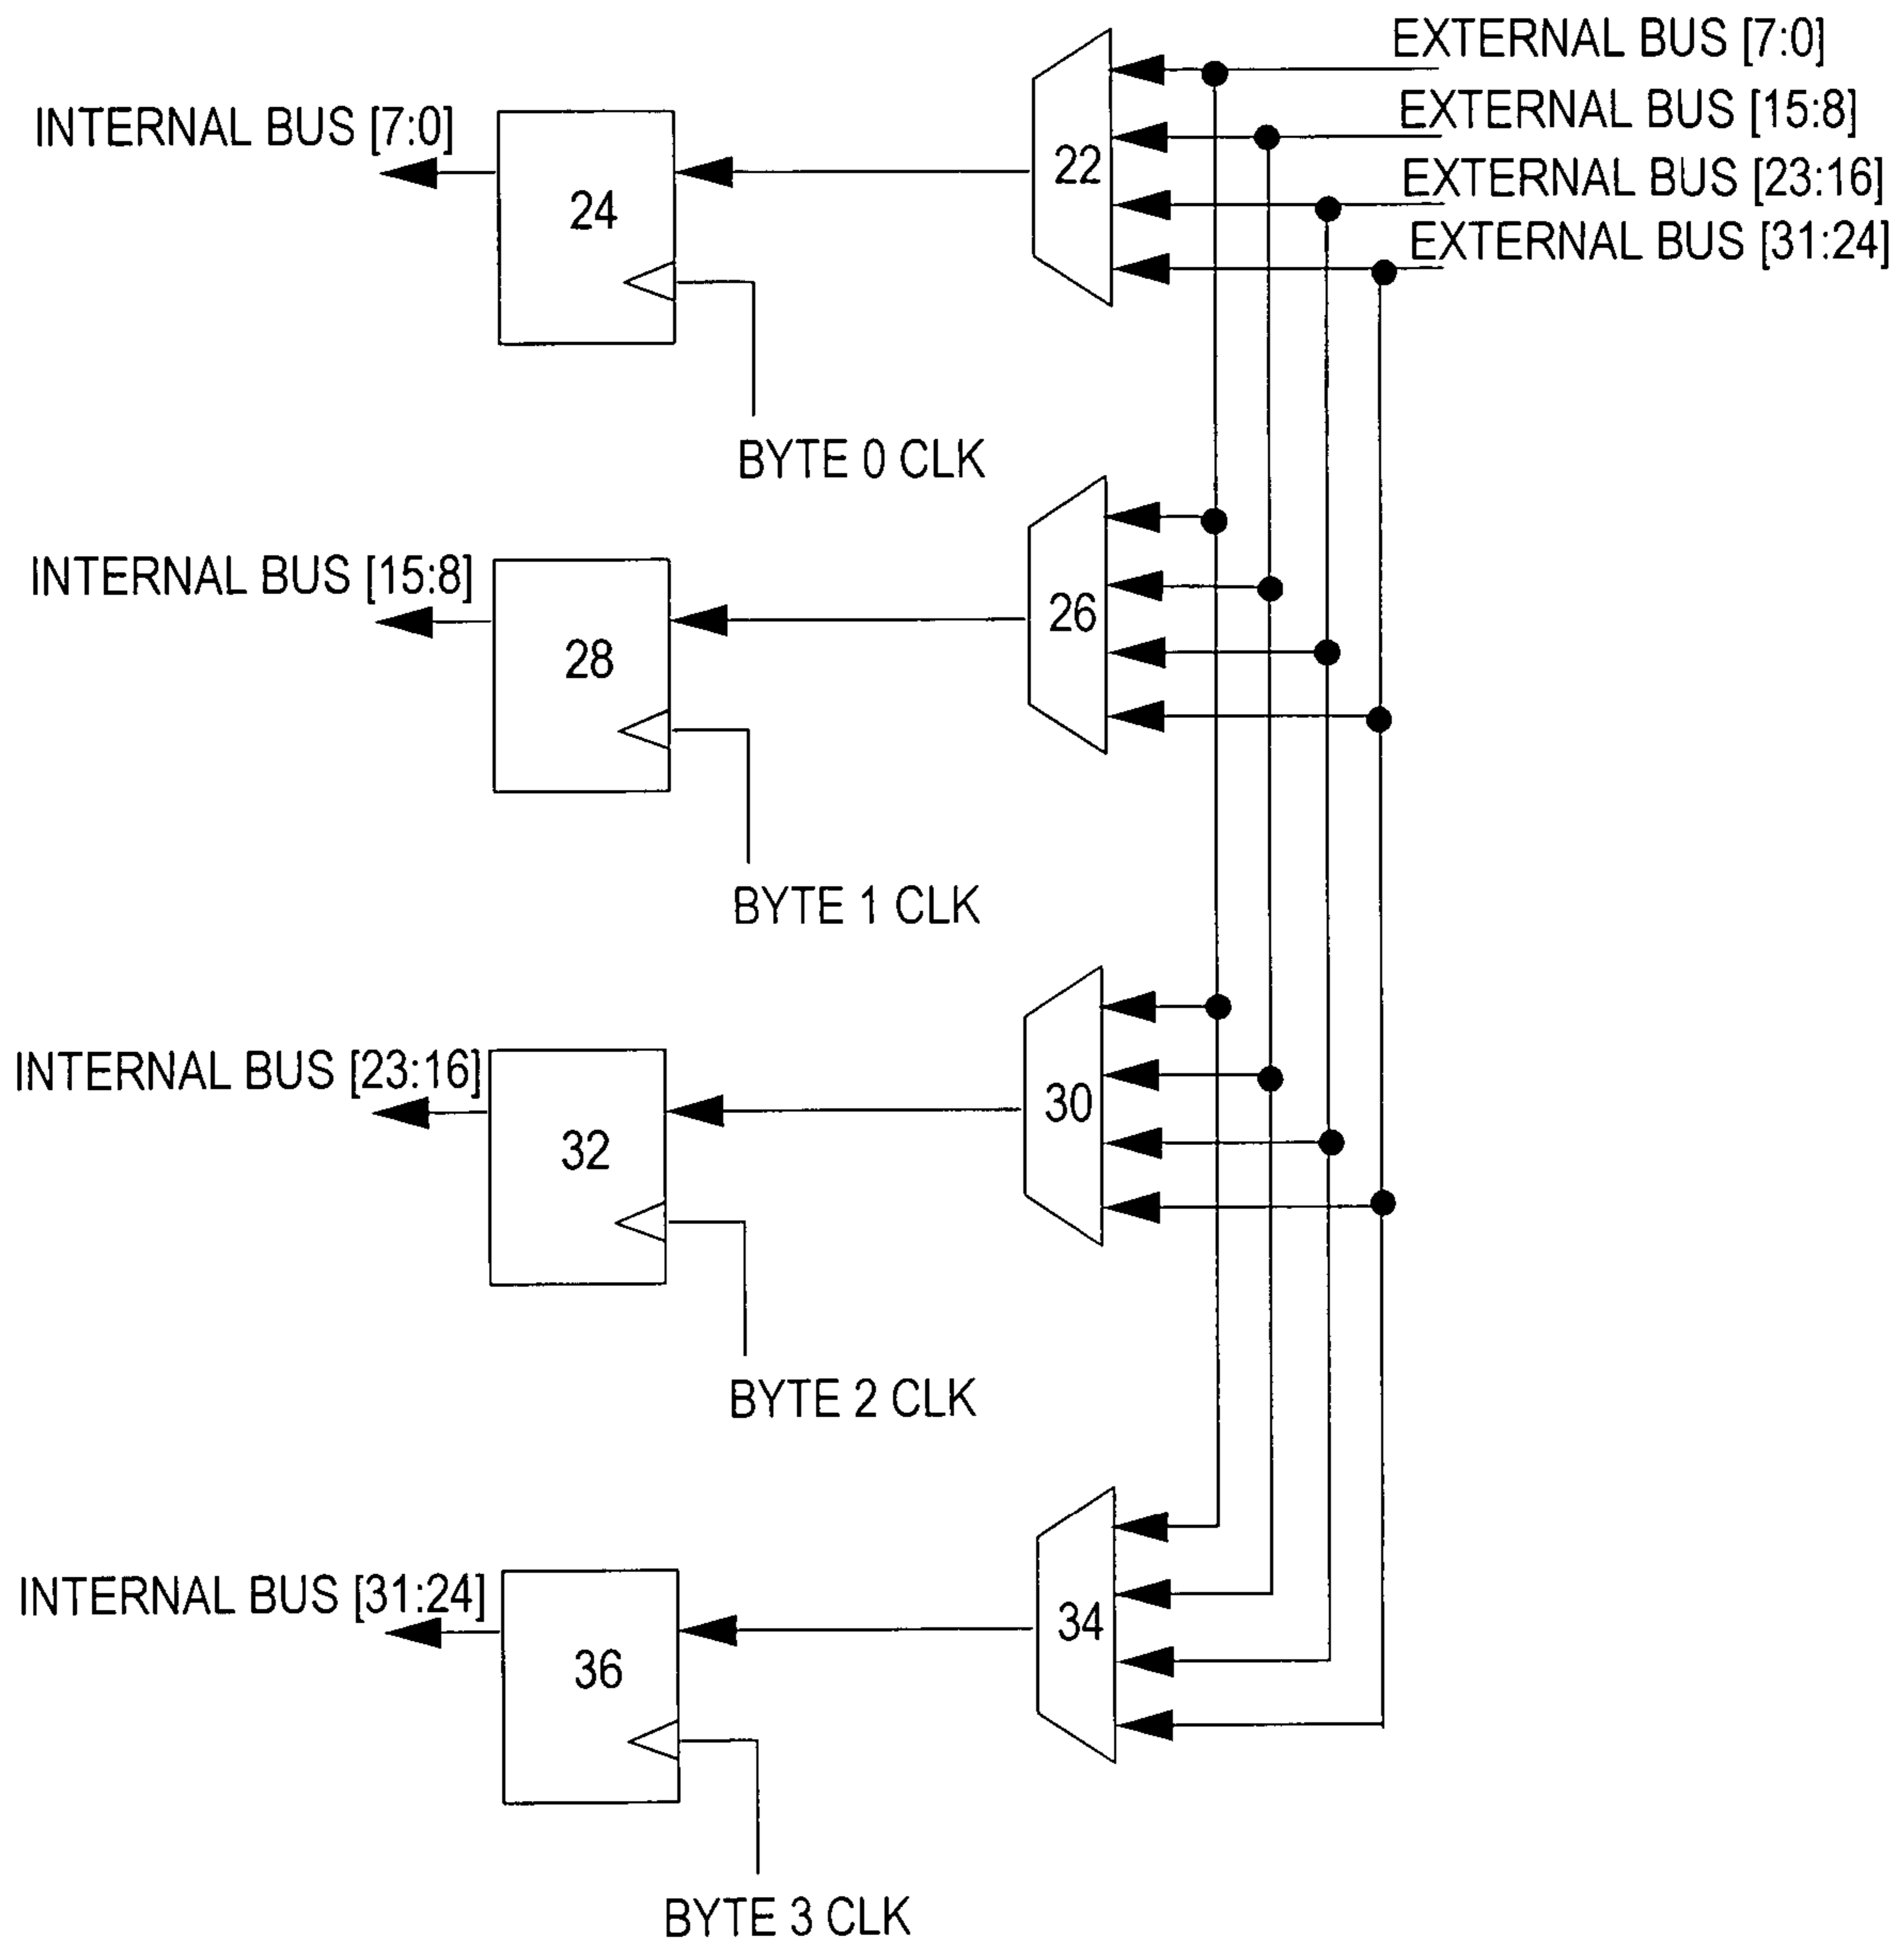 EXTERNAL BUS [7:0]
EXTERNAL BUS [15:8]
EXTERNAL BUS [23:16]
EXTERNAL BUS [31:24]
INTERNAL BUS [7:0]
24
22
BYTE 0 CLK
INTERNAL BUS [15:8]
28
26
BYTE 1 CLK
INTERNAL BUS [23:16]
32
30
BYTE 2 CLK
INTERNAL BUS [31:24]
36
34
BYTE 3 CLK